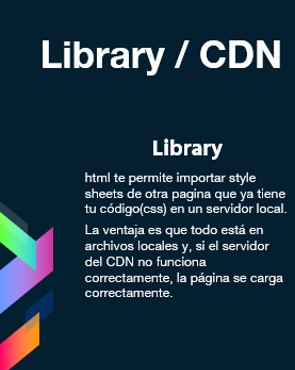 Library / CDN
Library
html te permite importar style
sheets de otra pagina que ya tiene
tu código(css) en un servidor local.
La ventaja es que todo está en
archivos locales y, si el servidor
del CDN no funciona
correctamente, la página se carga
correctamente.